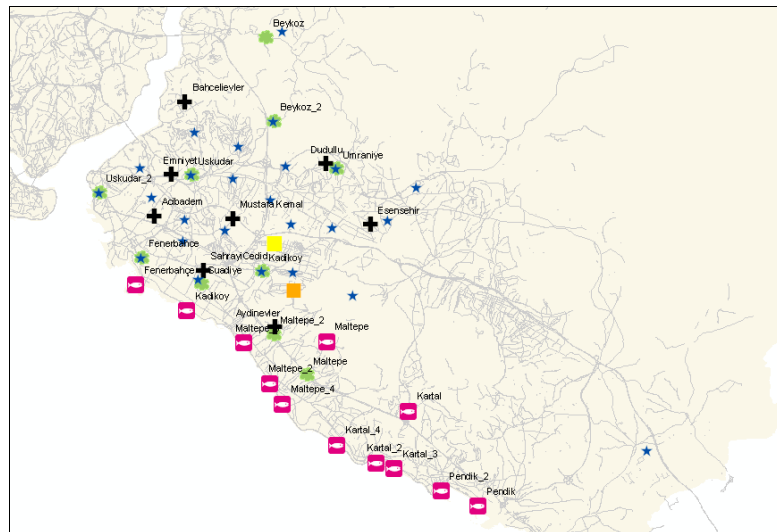 Beykoz
Bahcelievler
Beykoz_2
Dudullu
Umraniye
Emniyet
Uskudar
Uskudar_2
Acibadem
Mustafa Kemal
Esensehir
Fenerbahce
SahrayiCedid
Kadikoy
Fenerbahce
Suadiye
Kadikoy
Aydinevler
Maltepe_2
Maltepe
Maltepe
Maltepe_2
Maltepe
Maltepe_4
Kartal
Kartal_4
Kartal_2
Kartal_3
Pendik_2
Pendik